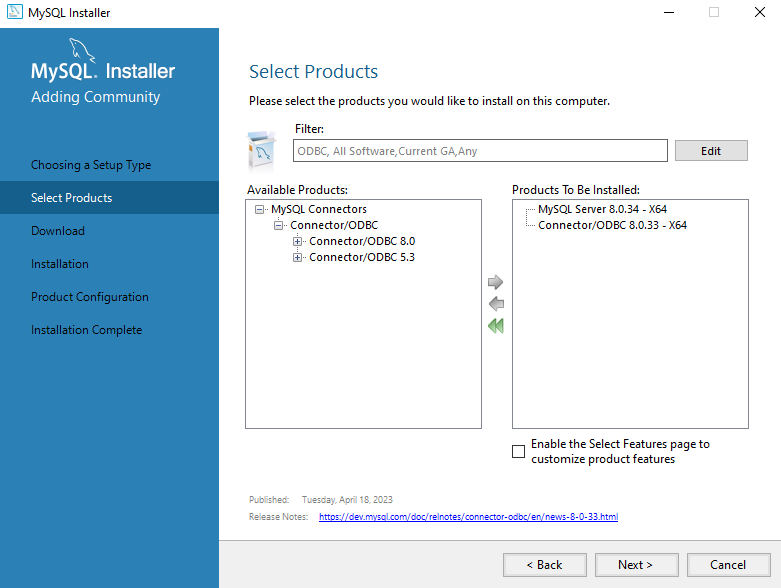 MySQL Installer
MySQL. Installer
Adding Community
Choosing a Setup Type
Select Products
Download
Installation
Product Configuration
Installation Complete
Select Products
Please select the products you would like to install on this computer.
Filter:
ODBC, All Software,Current GA,Any
Edit
Available Products:
MySQL Connectors
Connector/ODBC
Connector/ODBC 8.0
Connector/ODBC 5.3
Products To Be Installed:
MySQL Server 8.0.34 - X64
Connector/ODBC 8.0.33 - X64
Enable the Select Features page to
customize product features
Published: Tuesday, April 18, 2023
Release Notes: https://dev.mysql.com/doc/relnotes/connector-odbc/en/news-8-0-33.html
< Back
Next >
Cancel